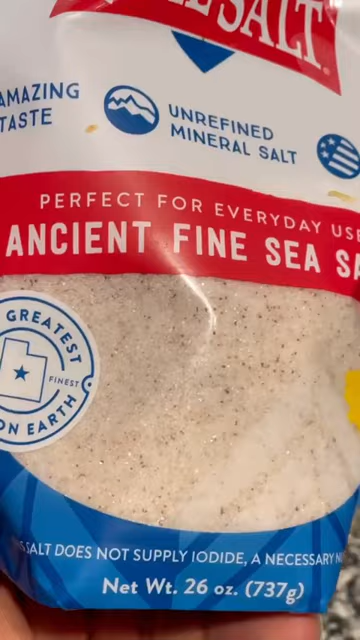 SALT
AMAZING
TASTE
UNREFINED
MINERAL SALT
PERFECT FOR EVERYDAY USE
ANCIENT FINE SEA SA
GREATEST
FINEST
ON EARTH
SALT DOES NOT SUPPLY IODIDE, A NECESSARY
Net Wt. 26 oz. (737g)